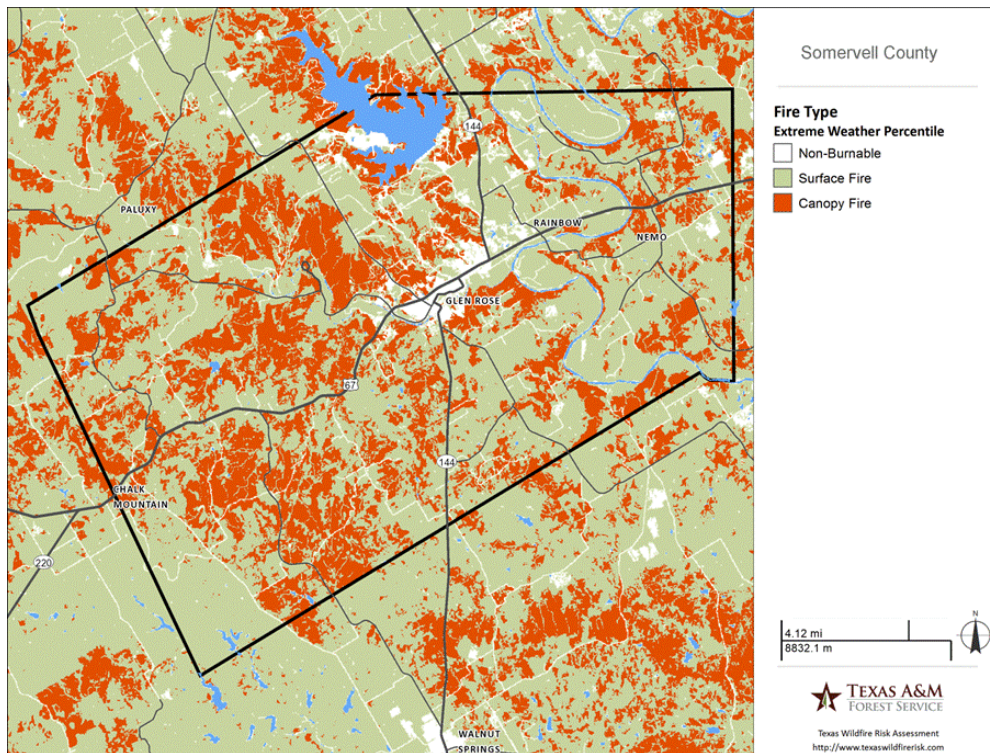 Somervell County
Fire Type
Extreme Weather Percentile
Non-Burnable
Surface Fire
Canopy Fire
144
PALUXY
RAINBOW
NEMO
GLEN ROSE
67
144
CHALK
MOUNTAIN
220
WALNUT
SPRINGS
4.12 mi
8832.1 m
N
TEXAS A&M
FOREST SERVICE
Texas Wildfire Risk Assessment
http://www.texaswildfirerisk.com